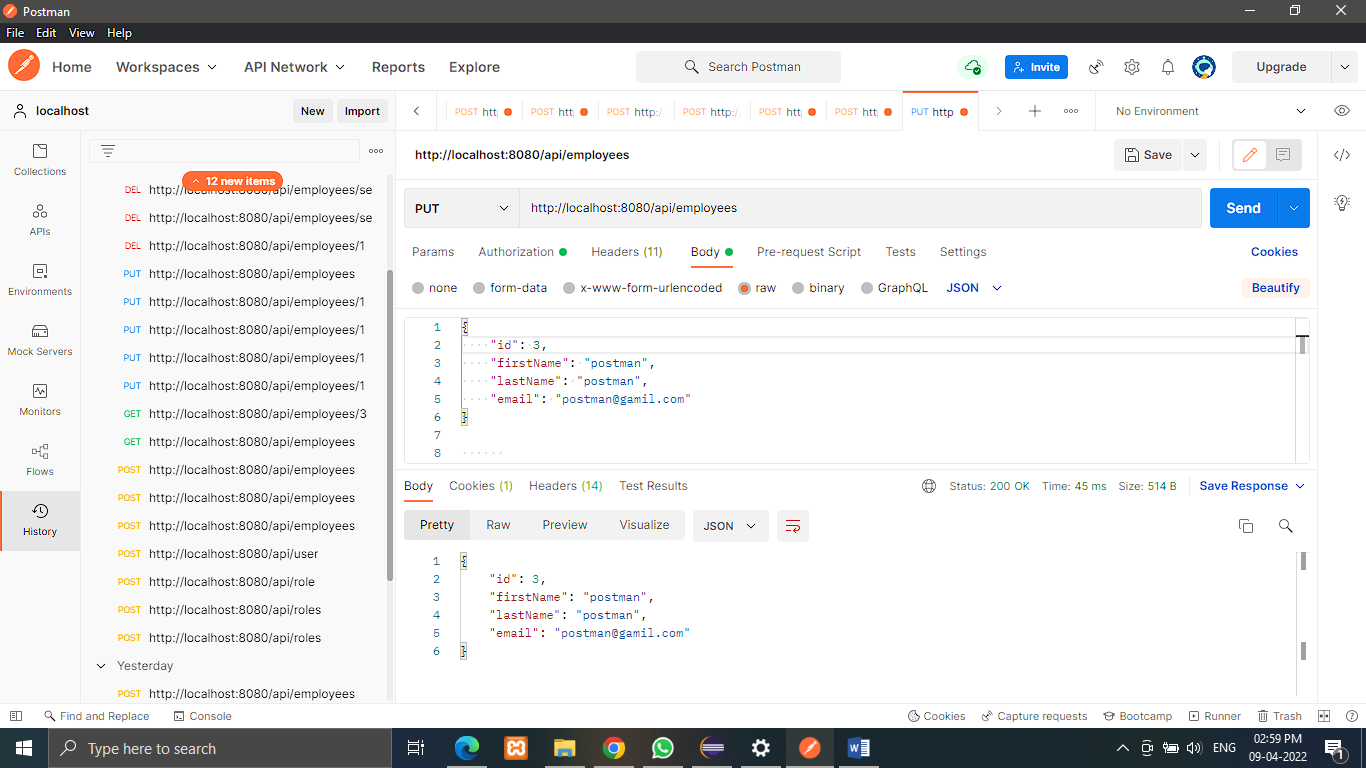 Postman
File Edit View Help
Home Workspaces API Network Reports Explore Search Postman Invite Upgrade
localhost New Import
POST htt POST htt POST http:/ POST http:/ POST htt POST htt PUT http No Environment
Collections
APIs
Environments
Mock Servers
Monitors
Flows
History
12 new items
DEL http://localhost:8080/api/employees/se
DEL http://localhost:8080/api/employees/se
DEL http://localhost:8080/api/employees/1
PUT http://localhost:8080/api/employees
PUT http://localhost:8080/api/employees/1
PUT http://localhost:8080/api/employees/1
PUT http://localhost:8080/api/employees/1
PUT http://localhost:8080/api/employees/1
GET http://localhost:8080/api/employees/3
GET http://localhost:8080/api/employees
POST http://localhost:8080/api/employees
POST http://localhost:8080/api/employees
POST http://localhost:8080/api/employees
POST http://localhost:8080/api/user
POST http://localhost:8080/api/role
POST http://localhost:8080/api/roles
POST http://localhost:8080/api/roles
Yesterday
POST http://localhost:8080/api/employees
http://localhost:8080/api/employees Save
PUT http://localhost:8080/api/employees Send
Params Authorization Headers (11) Body Pre-request Script Tests Settings Cookies
none form-data x-www-form-urlencoded raw binary GraphQL JSON Beautify
1 {
2 "id": 3,
3 "firstName": "postman",
4 "lastName": "postman",
5 "email": "postman@gamil.com"
6 }
7
8
Body Cookies (1) Headers (14) Test Results Status: 200 OK Time: 45 ms Size: 514 B Save Response
Pretty Raw Preview Visualize JSON
1 {
2 "id": 3,
3 "firstName": "postman",
4 "lastName": "postman",
5 "email": "postman@gamil.com"
6 }
Find and Replace Console Cookies Capture requests Bootcamp Runner Trash
Type here to search ENG 02:59 PM
09-04-2022 1